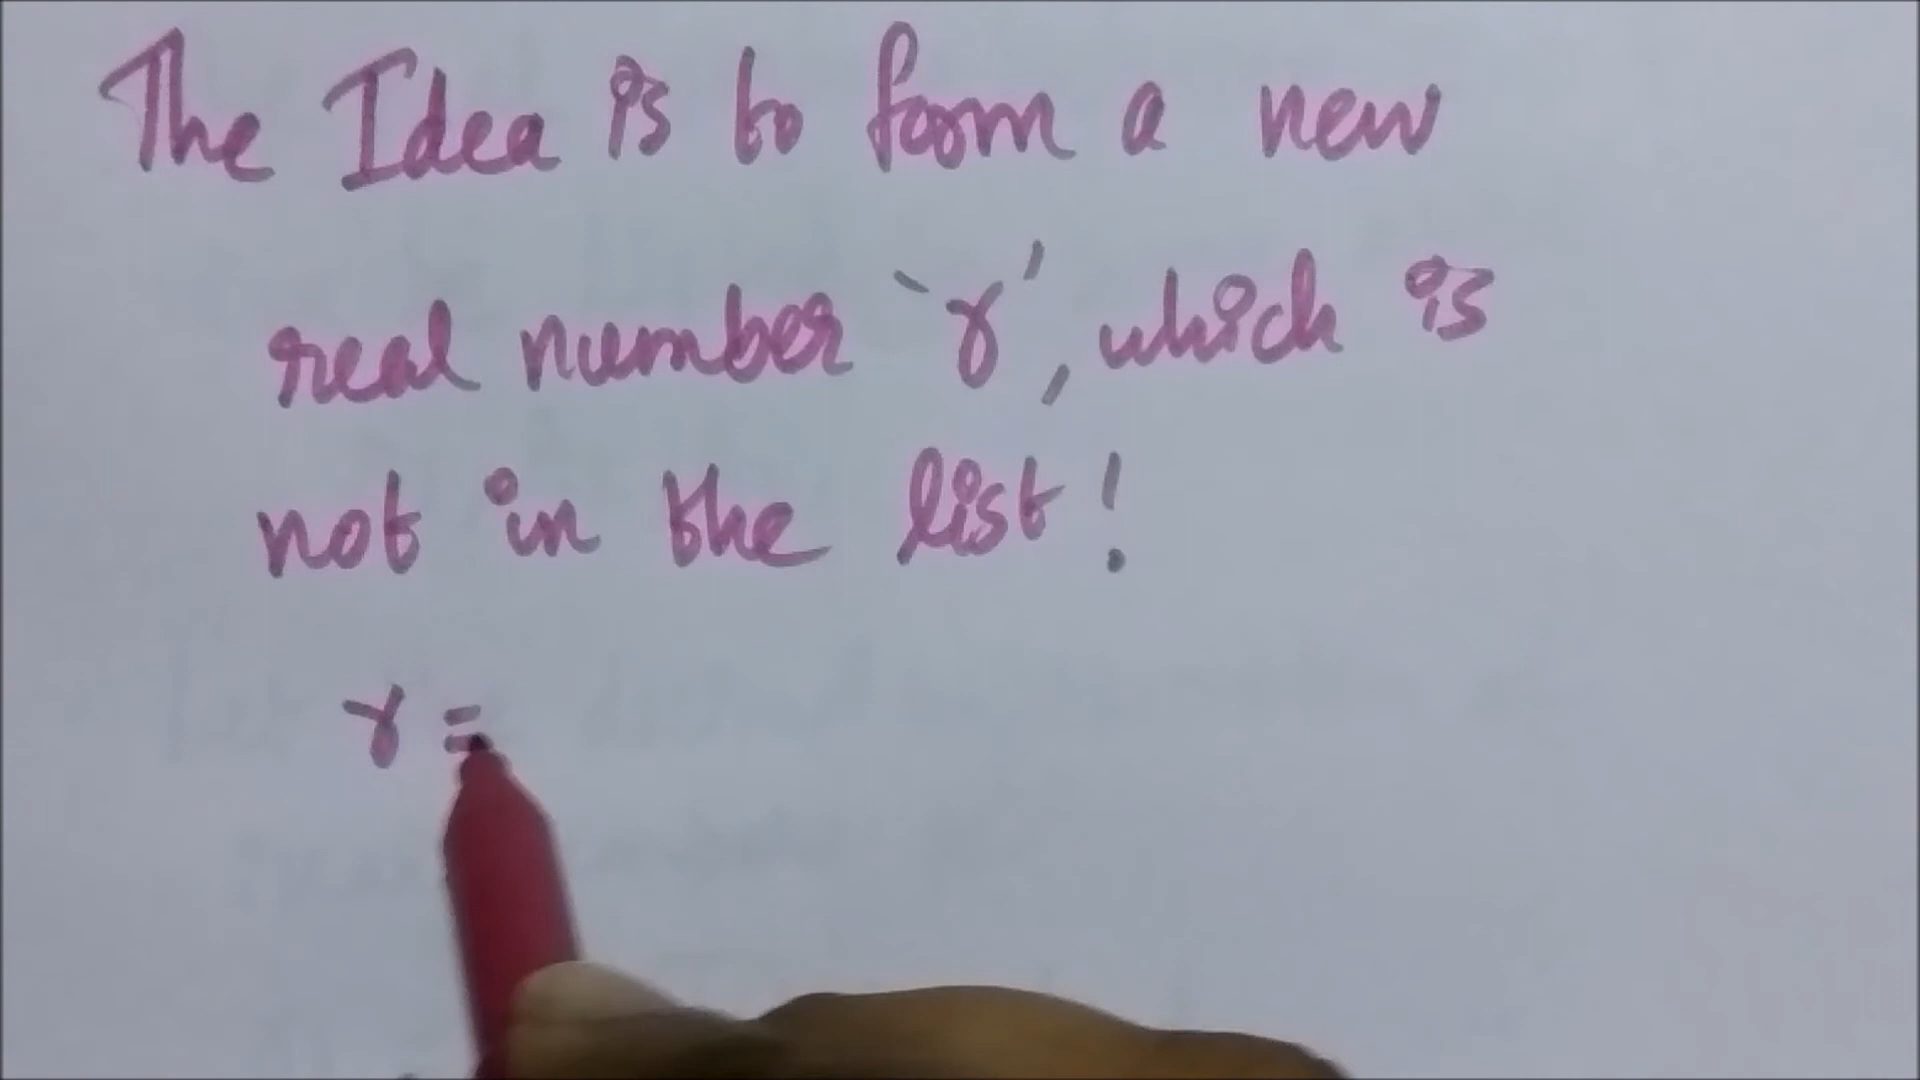 The Idea is to form a new
real number `r', which is
not in the list!
r =